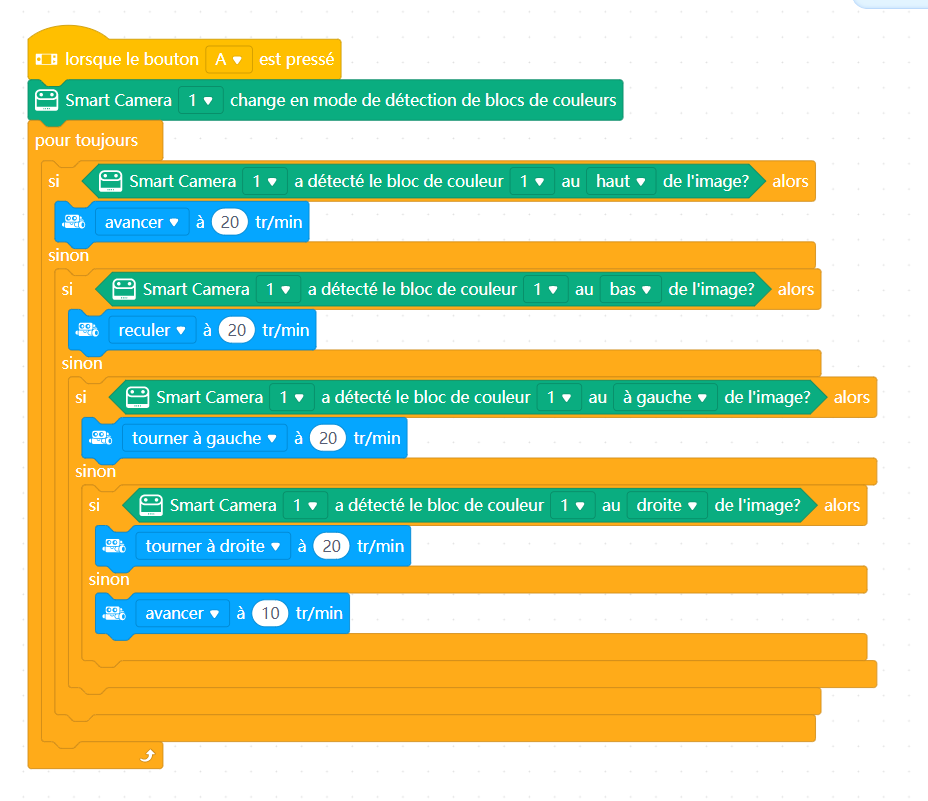 lorsque le bouton A est pressé
Smart Camera 1 change en mode de détection de blocs de couleurs
pour toujours
si Smart Camera 1 a détecté le bloc de couleur 1 au haut de l'image? alors
avancer à 20 tr/min
sinon
si Smart Camera 1 a détecté le bloc de couleur 1 au bas de l'image? alors
reculer à 20 tr/min
sinon
si Smart Camera 1 a détecté le bloc de couleur 1 au à gauche de l'image? alors
tourner à gauche à 20 tr/min
sinon
si Smart Camera 1 a détecté le bloc de couleur 1 au droite de l'image? alors
tourner à droite à 20 tr/min
sinon
avancer à 10 tr/min